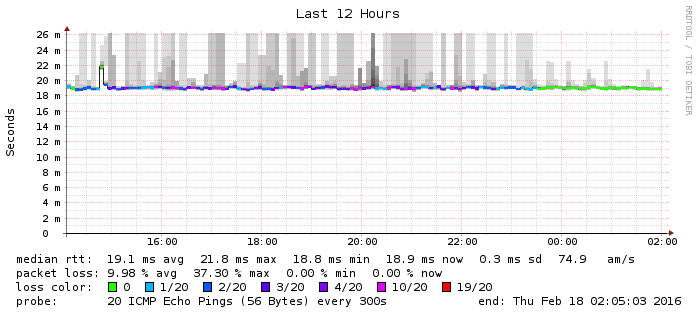 Last 12 Hours
RRDTOOL / TOBI OETIKER
Seconds
26 m
24 m
22 m
20 m
18 m
16 m
14 m
12 m
10 m
8 m
6 m
4 m
2 m
0
16:00 18:00 20:00 22:00 00:00 02:00
median rtt: 19.1 ms avg 21.8 ms max 18.8 ms min 18.9 ms now 0.3 ms sd 74.9 am/s
packet loss: 9.98 % avg 37.30 % max 0.00 % min 0.00 % now
loss color: 0 1/20 2/20 3/20 4/20 10/20 19/20
probe: 20 ICMP Echo Pings (56 Bytes) every 300s end: Thu Feb 18 02:05:03 2016